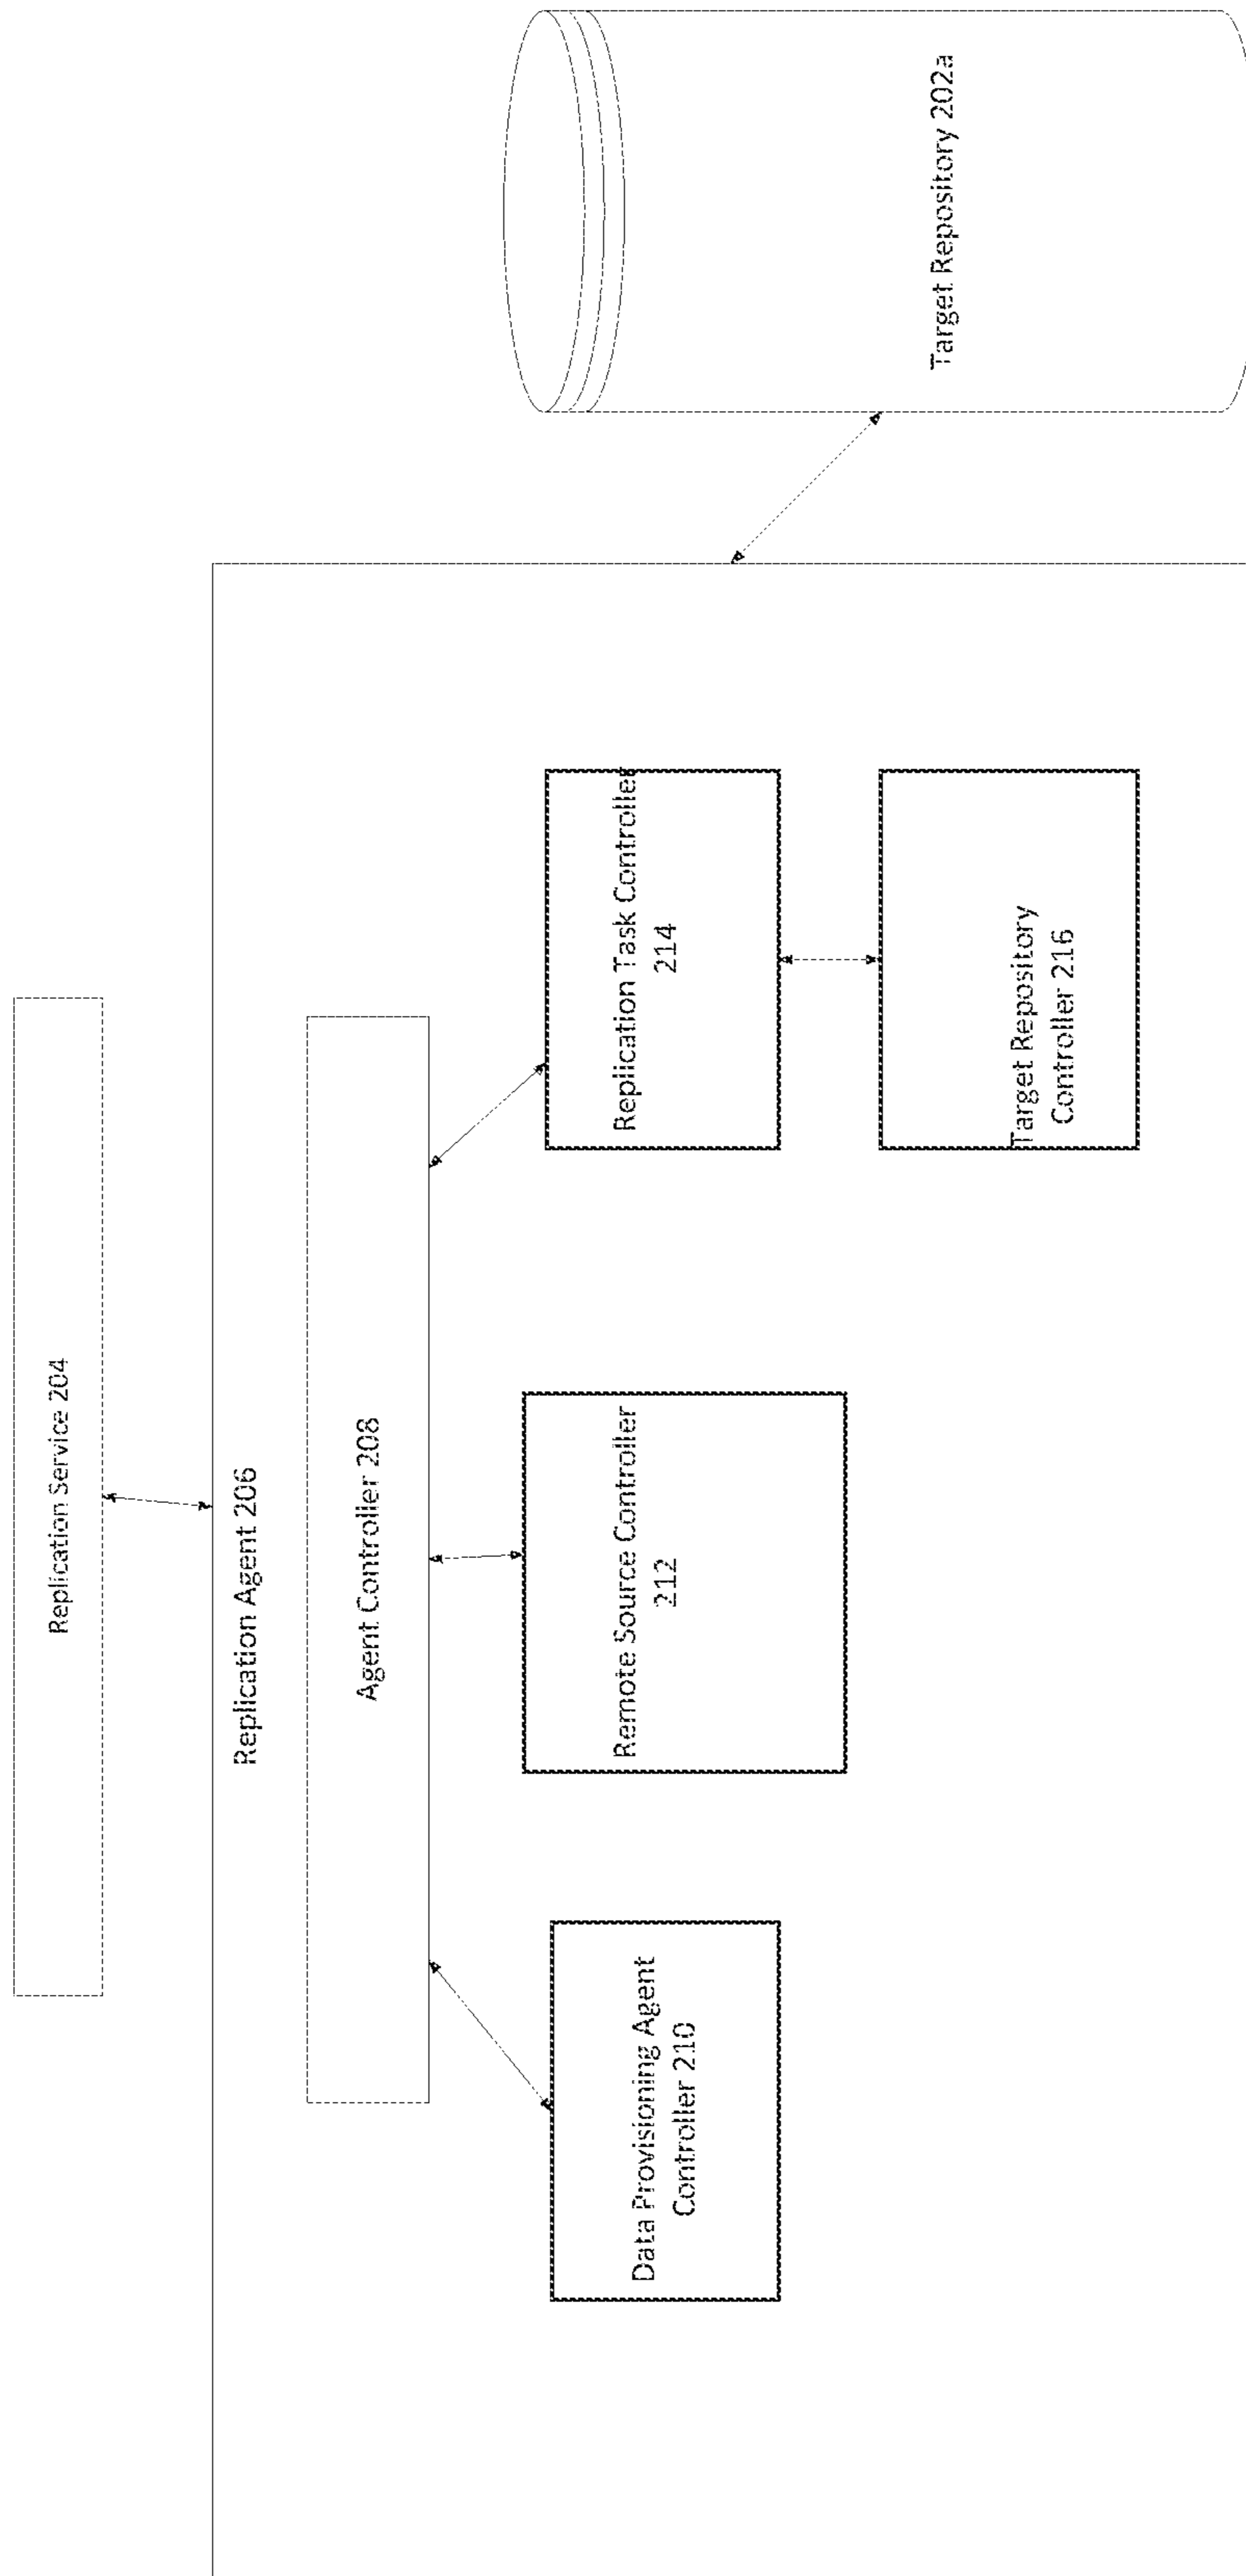 Replication Service 204
Replication Agent 206
Agent Controller 208
Data Provisioning Agent
Controller 210
Remote Source Controller
212
Replication Task Controller
214
Target Repository
Controller 216
Target Repository 202a